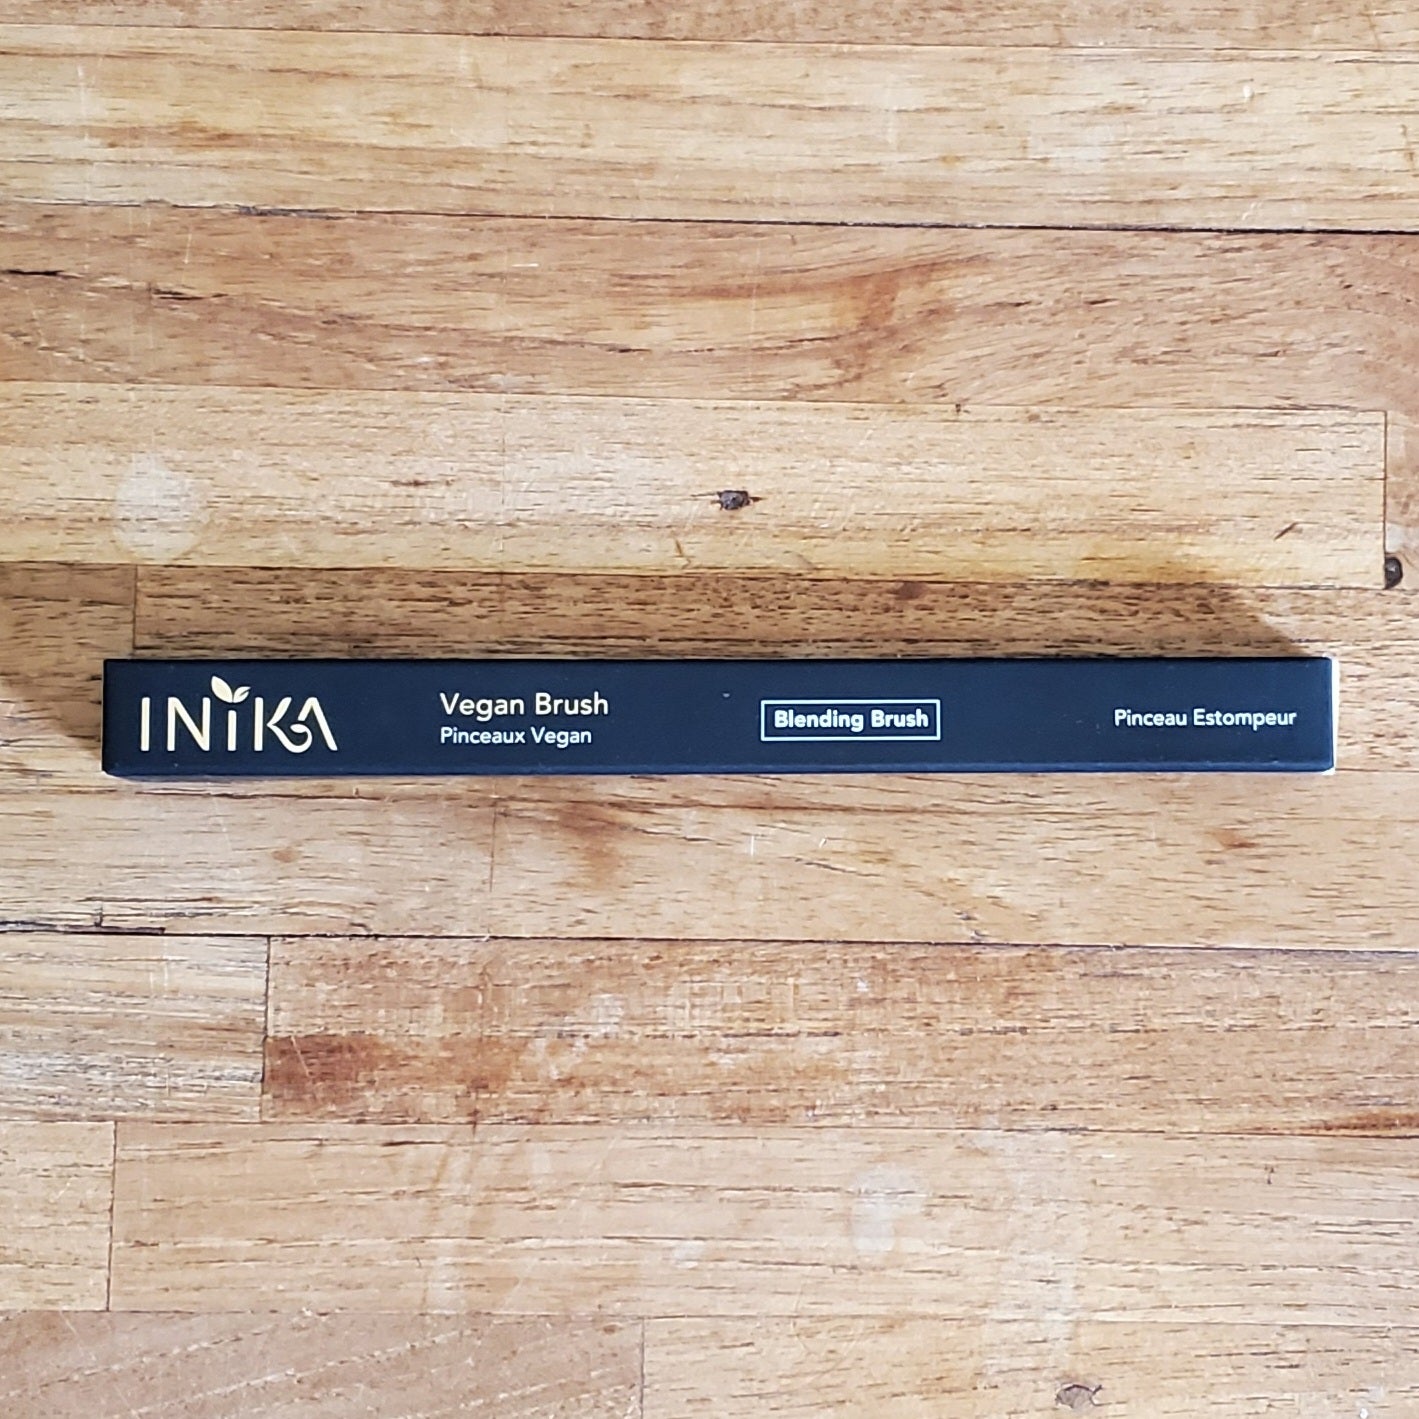 INIKA
Vegan Brush
Pinceaux Vegan
Blending Brush
Pinceau Estompeur